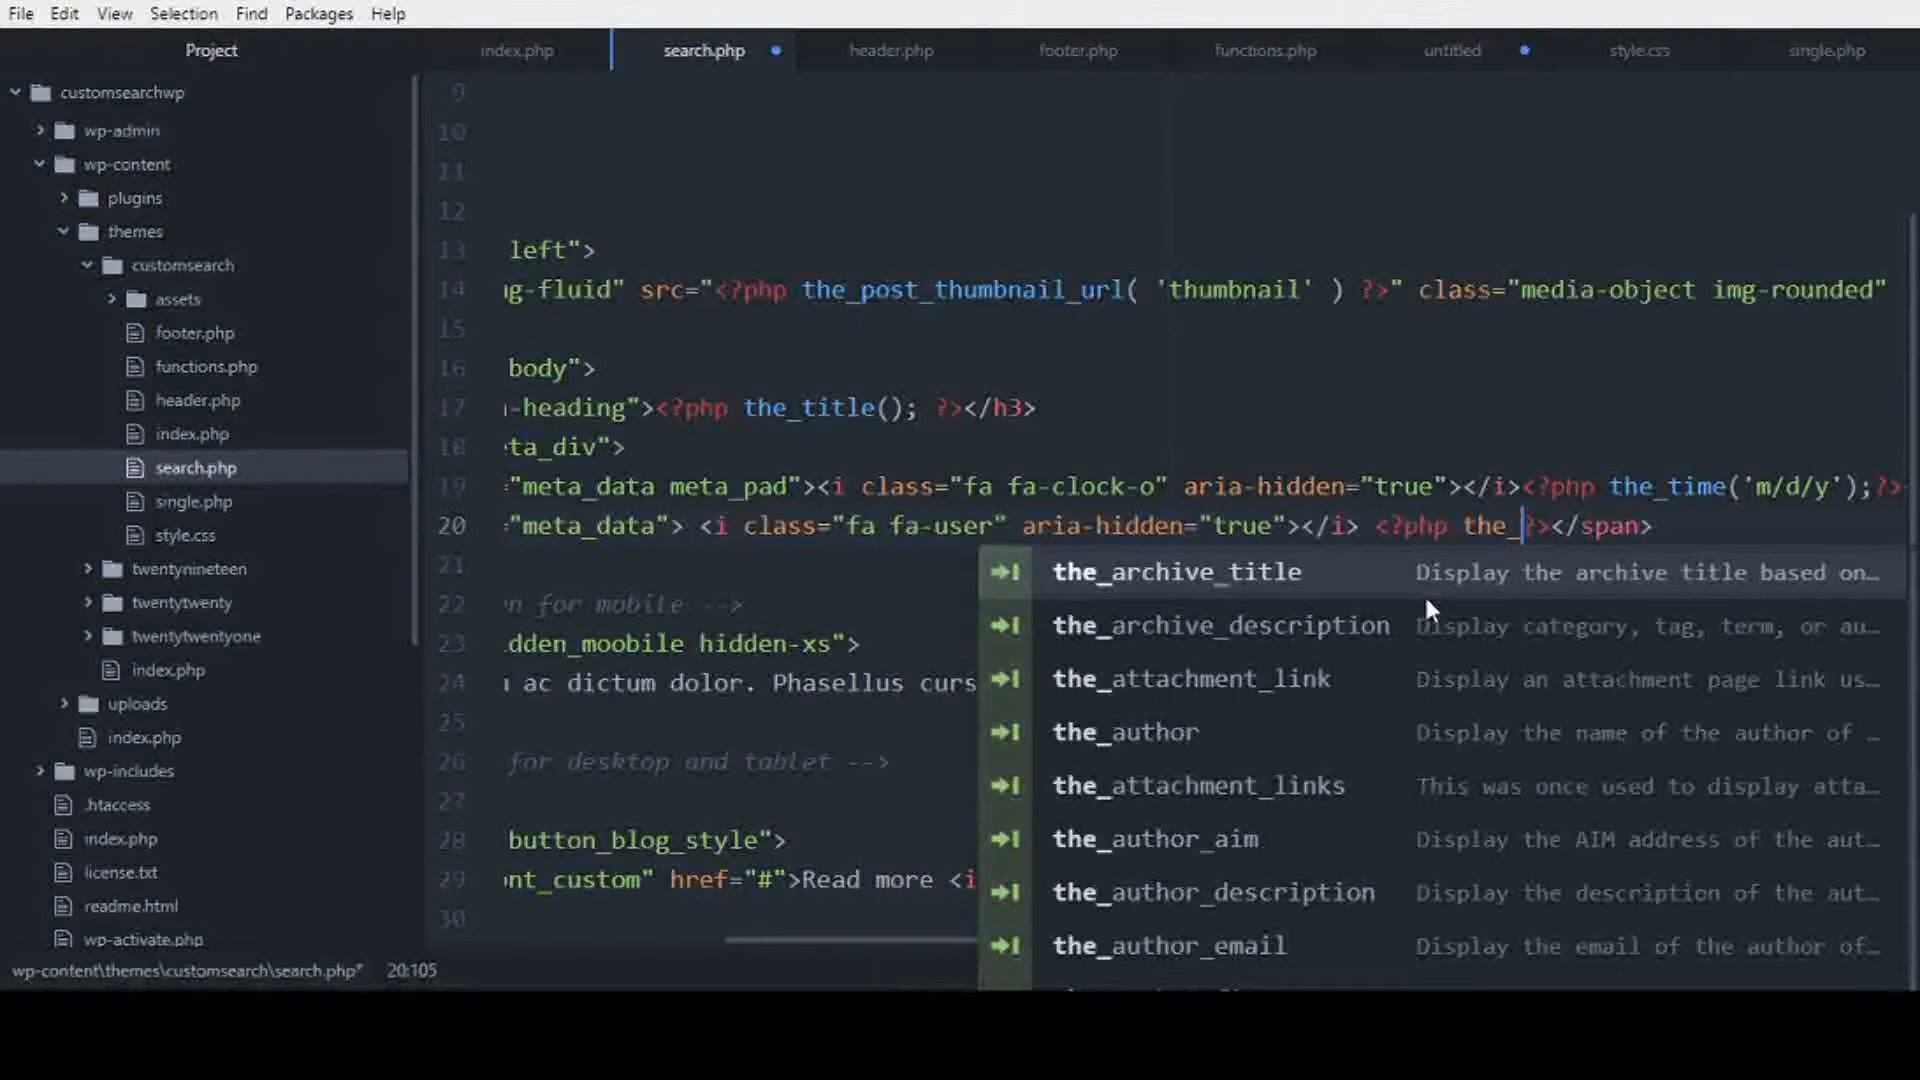 File Edit View Selection Find Packages Help
Project
index.php search.php header.php footer.php functions.php untitled style.css single.php
customsearchwp
wp-admin
wp-content
plugins
themes
customsearch
assets
footer.php
functions.php
header.php
index.php
search.php
single.php
style.css
twentynineteen
twentytwenty
twentytwentyone
index.php
uploads
index.php
wp-includes
.htaccess
index.php
license.txt
readme.html
wp-activate.php
9
10
11
12
13 left">
14 g-fluid" src="<?php the_post_thumbnail_url( 'thumbnail' ) ?>" class="media-object img-rounded"
15
16 body">
17 -heading"><?php the_title(); ?></h3>
18 ta_div">
19 ="meta_data meta_pad"><i class="fa fa-clock-o" aria-hidden="true"></i><?php the_time('m/d/y');?>
20 ="meta_data"> <i class="fa fa-user" aria-hidden="true"></i> <?php the_?></span>
21
22 n for mobile -->
23 dden_moobile hidden-xs">
24 ac dictum dolor. Phasellus curs
25
26 for desktop and tablet -->
27
28 button_blog_style">
29 nt_custom" href="#">Read more <i
30
the_archive_title Display the archive title based on…
the_archive_description Display category, tag, term, or au…
the_attachment_link Display an attachment page link us…
the_author Display the name of the author of …
the_attachment_links This was once used to display atta…
the_author_aim Display the AIM address of the aut…
the_author_description Display the description of the aut…
the_author_email Display the email of the author of…
wp-content\themes\customsearch\search.php* 20:105